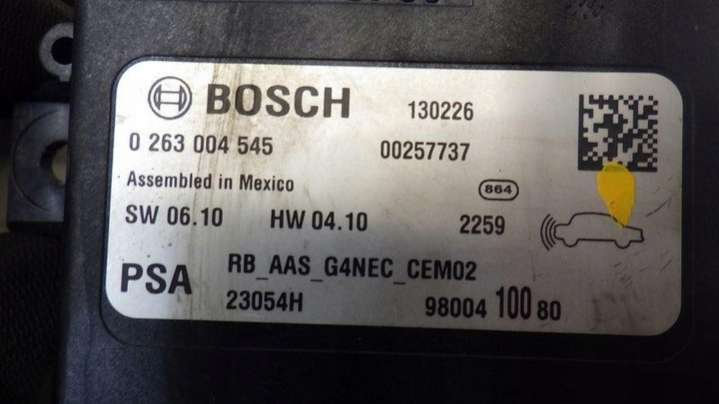 BOSCH 130226
0 263 004 545 00257737
Assembled in Mexico 864
SW 06.10 HW 04.10 2259
PSA RB_AAS_G4NEC_CEM02
23054H 98004 100 80